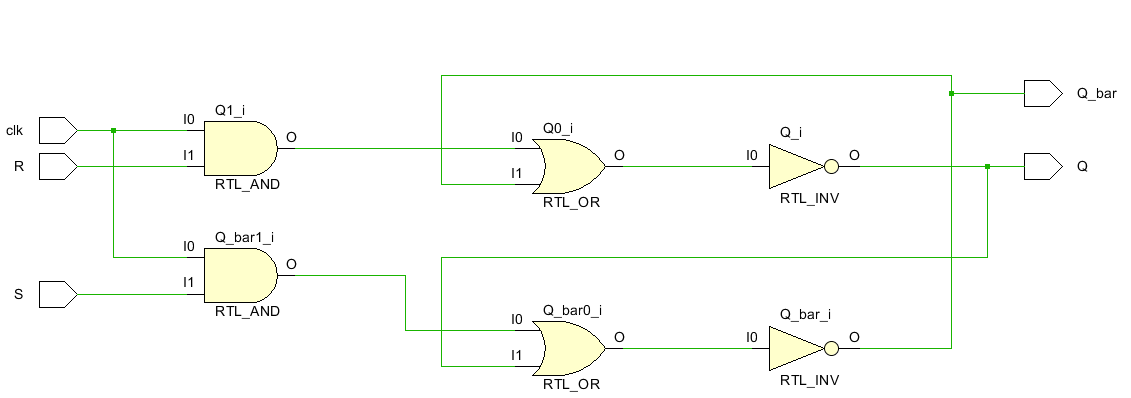 Q_bar
Q1_i
clk
I0
O
Q0_i
I0
O
Q_i
I0
O
Q
R
I1
RTL_AND
I1
RTL_OR
RTL_INV
Q_bar1_i
I0
O
S
I1
RTL_AND
Q_bar0_i
I0
O
Q_bar_i
I0
O
I1
RTL_OR
RTL_INV